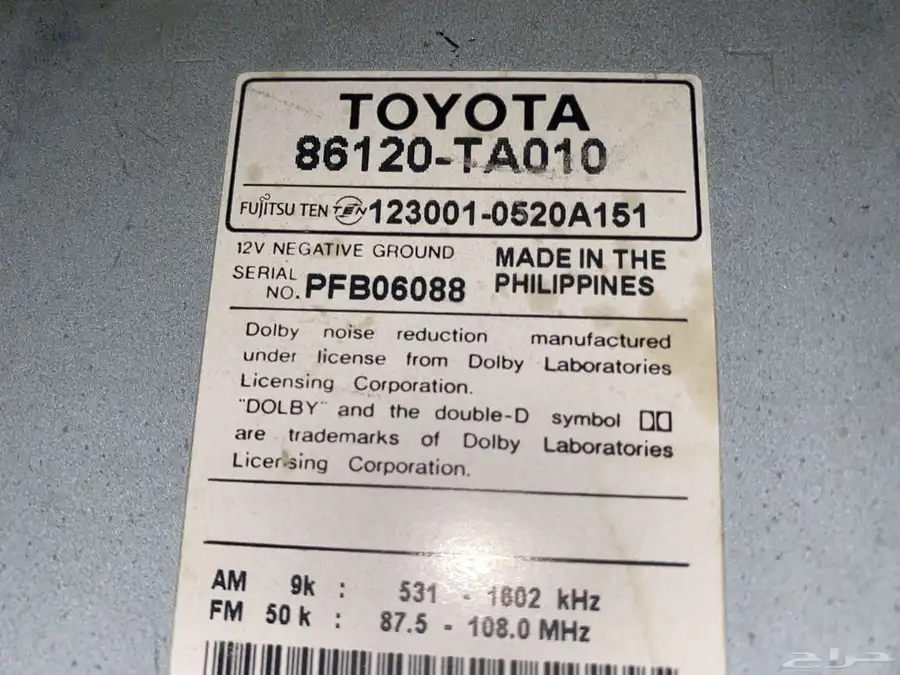 TOYOTA
86120-TA010
FUJITSU TEN TEN 123001-0520A151
12V NEGATIVE GROUND
MADE IN THE
PHILIPPINES
SERIAL
NO. PFB06088
Dolby noise reduction manufactured
under license from Dolby Laboratories
Licensing Corporation.
"DOLBY" and the double-D symbol
are trademarks of Dolby Laboratories
Licensing Corporation.
AM 9k : 531 - 1602 kHz
FM 50 k : 87.5 - 108.0 MHz
حراج